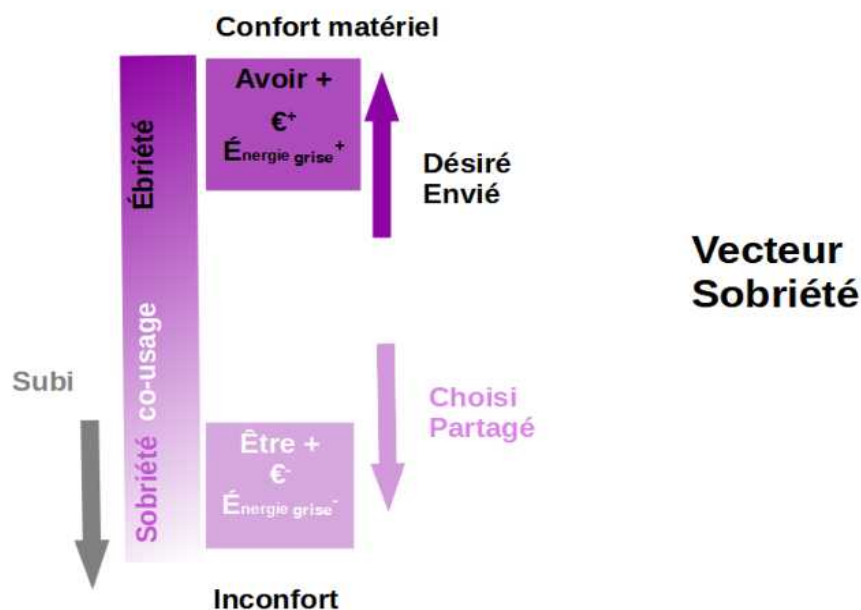 Confort matériel
Ébriété
Avoir +
€⁺
Énergie grise⁺
Désiré
Envié
Vecteur
Sobriété
Subi
Sobriété co-usage
Choisi
Partagé
Être +
€⁻
Énergie grise⁻
Inconfort